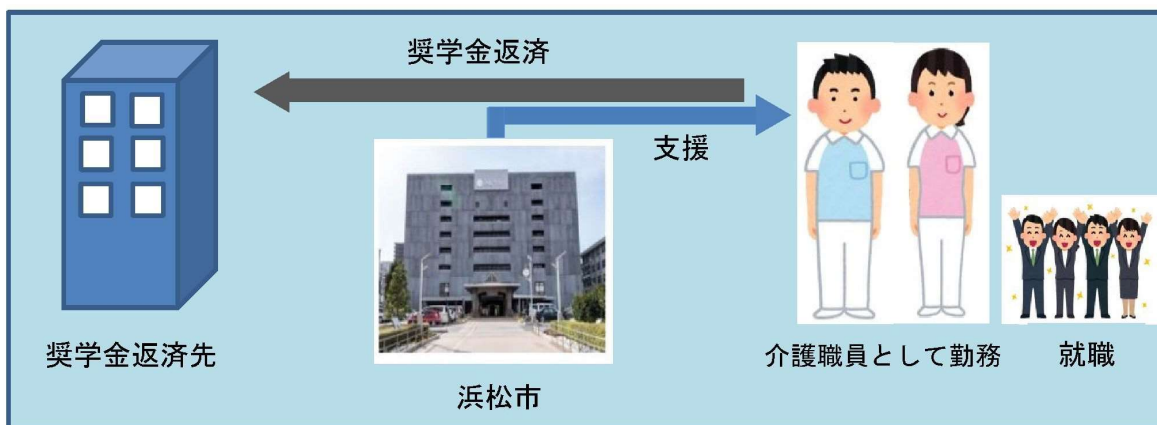 奨学金返済
支援
奨学金返済先
浜松市
介護職員として勤務
就職